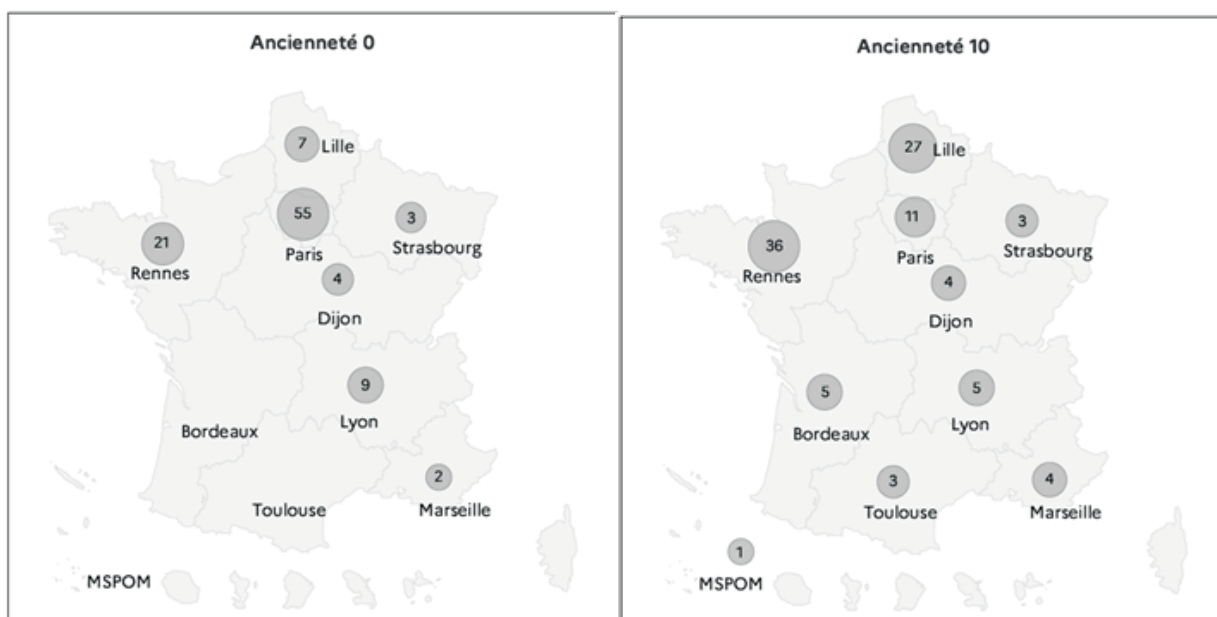 Ancienneté 0
7 Lille
55
Paris
3
Strasbourg
21
Rennes
4
Dijon
9
Lyon
Bordeaux
2
Marseille
Toulouse
MSPOM
Ancienneté 10
27 Lille
11
Paris
3
Strasbourg
36
Rennes
4
Dijon
5
Bordeaux
5
Lyon
3
Toulouse
4
Marseille
1
MSPOM